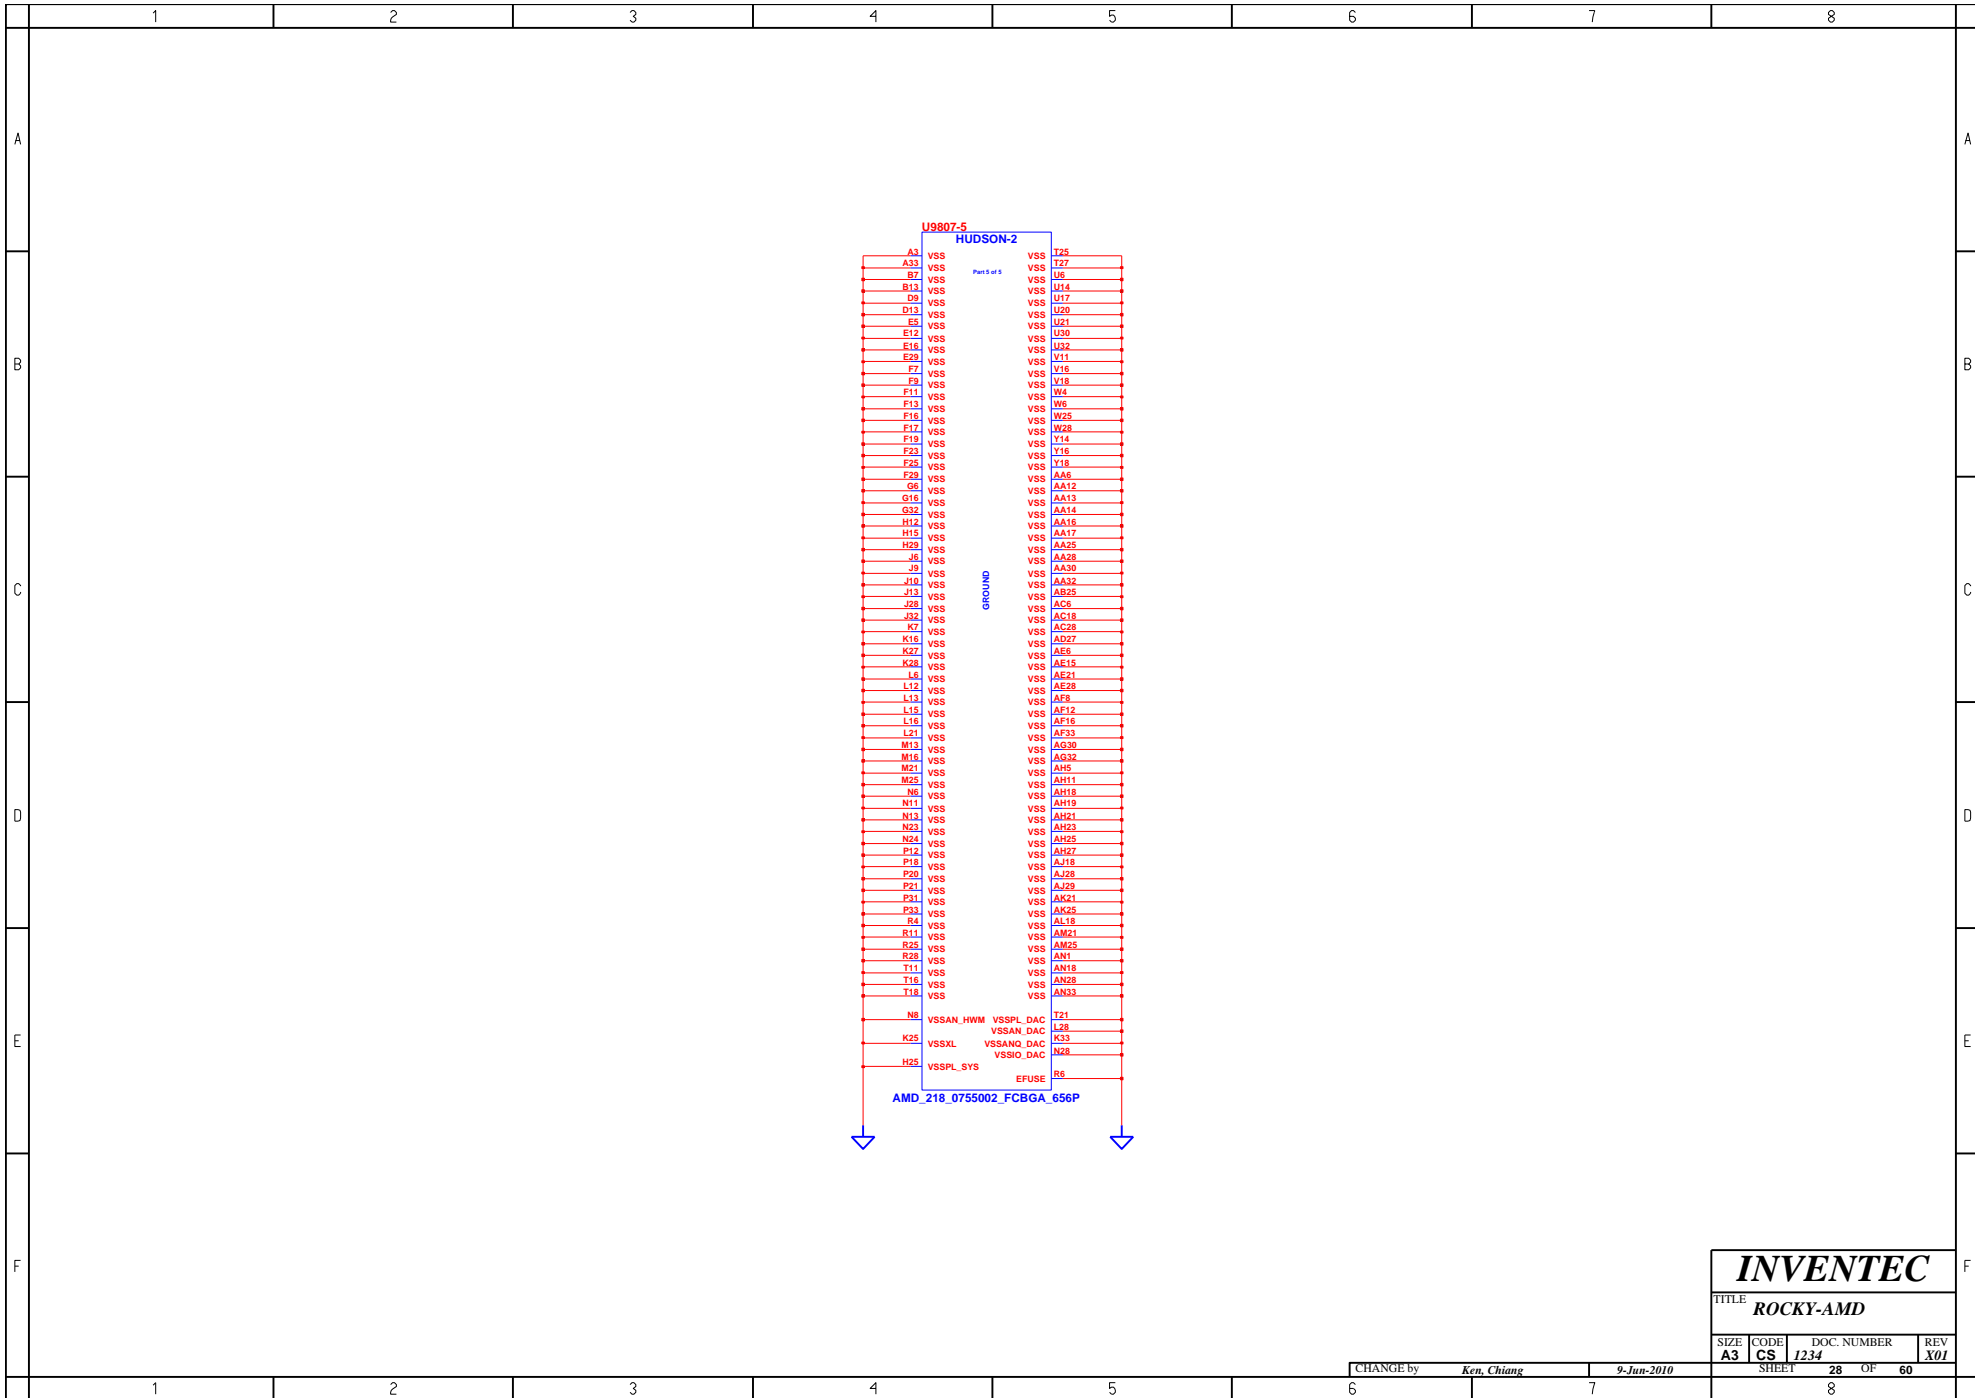 1 2 3 4 5 6 7 8
A A
U9807-5
HUDSON-2
A3 VSS VSS T25
A33 VSS VSS T27
Part 5 of 5
B7 VSS VSS U6
B13 VSS VSS U14
D9 VSS VSS U17
D13 VSS VSS U20
E5 VSS VSS U21
E12 VSS VSS U30
E16 VSS VSS U32
B B
E29 VSS VSS V11
F7 VSS VSS V16
F9 VSS VSS V18
F11 VSS VSS W4
F13 VSS VSS W6
F16 VSS VSS W25
F17 VSS VSS W28
F19 VSS VSS Y14
F23 VSS VSS Y16
F25 VSS VSS Y18
F29 VSS VSS AA6
G6 VSS VSS AA12
G16 VSS VSS AA13
G32 VSS VSS AA14
H12 VSS VSS AA16
H15 VSS VSS AA17
H29 VSS VSS AA25
J6 VSS VSS AA28
J9 VSS VSS AA30
J10 VSS VSS AA32
C C
GROUND
J13 VSS VSS AB25
J28 VSS VSS AC6
J32 VSS VSS AC18
K7 VSS VSS AC28
K16 VSS VSS AD27
K27 VSS VSS AE6
K28 VSS VSS AE15
L6 VSS VSS AE21
L12 VSS VSS AE28
L13 VSS VSS AF8
L15 VSS VSS AF12
L16 VSS VSS AF16
L21 VSS VSS AF33
M13 VSS VSS AG30
M16 VSS VSS AG32
M21 VSS VSS AH5
M25 VSS VSS AH11
N6 VSS VSS AH18
N11 VSS VSS AH19
D D
N13 VSS VSS AH21
N23 VSS VSS AH23
N24 VSS VSS AH25
P12 VSS VSS AH27
P18 VSS VSS AJ18
P20 VSS VSS AJ28
P21 VSS VSS AJ29
P31 VSS VSS AK21
P33 VSS VSS AK25
R4 VSS VSS AL18
R11 VSS VSS AM21
R25 VSS VSS AM25
R28 VSS VSS AN1
T11 VSS VSS AN18
T16 VSS VSS AN28
T18 VSS VSS AN33
N8 VSSAN_HWM VSSPL_DAC T21
VSSAN_DAC L28
E E
K25 VSSXL VSSANQ_DAC K33
VSSIO_DAC N28
H25 VSSPL_SYS
EFUSE R6
AMD_218_0755002_FCBGA_656P
F F
INVENTEC
TITLE ROCKY-AMD
SIZE CODE DOC. NUMBER REV
A3 CS 1234 X01
CHANGE by Ken, Chiang 9-Jun-2010 SHEET 28 OF 60
1 2 3 4 5 6 7 8